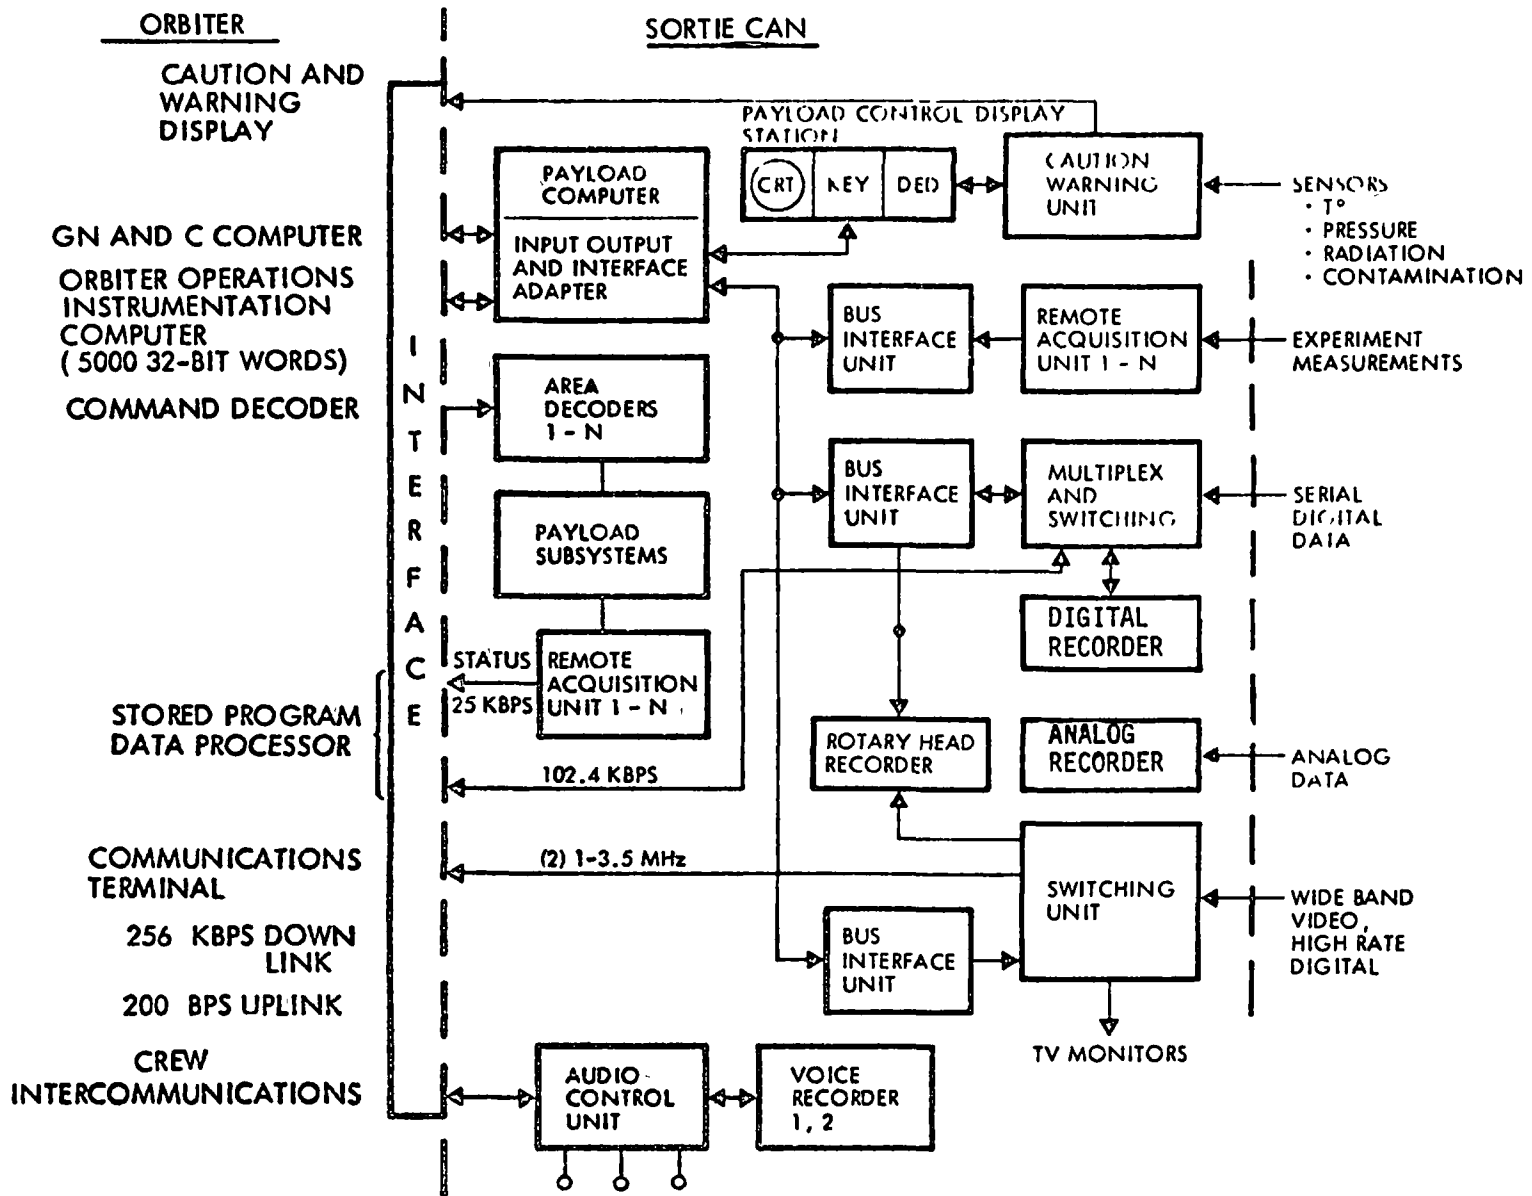 ORBITER
SORTIE CAN
CAUTION AND
WARNING
DISPLAY
GN AND C COMPUTER
ORBITER OPERATIONS
INSTRUMENTATION
COMPUTER
( 5000 32-BIT WORDS)
COMMAND DECODER
STORED PROGRAM
DATA PROCESSOR
COMMUNICATIONS
TERMINAL
256 KBPS DOWN
LINK
200 BPS UPLINK
CREW
INTERCOMMUNICATIONS
INTERFACE
PAYLOAD
COMPUTER
INPUT OUTPUT
AND INTERFACE
ADAPTER
AREA
DECODERS
1 - N
PAYLOAD
SUBSYSTEMS
STATUS
25 KBPS
REMOTE
ACQUISITION
UNIT 1 - N
102.4 KBPS
(2) 1-3.5 MHz
AUDIO
CONTROL
UNIT
VOICE
RECORDER
1, 2
PAYLOAD CONTROL DISPLAY
STATION
CRT
KEY
DED
CAUTION
WARNING
UNIT
BUS
INTERFACE
UNIT
REMOTE
ACQUISITION
UNIT 1 - N
BUS
INTERFACE
UNIT
MULTIPLEX
AND
SWITCHING
DIGITAL
RECORDER
ROTARY HEAD
RECORDER
ANALOG
RECORDER
SWITCHING
UNIT
BUS
INTERFACE
UNIT
TV MONITORS
SENSORS
• T°
• PRESSURE
• RADIATION
• CONTAMINATION
EXPERIMENT
MEASUREMENTS
SERIAL
DIGITAL
DATA
ANALOG
DATA
WIDE BAND
VIDEO,
HIGH RATE
DIGITAL